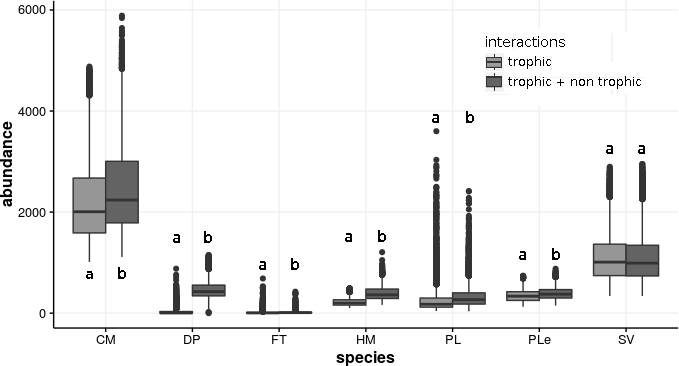 6000
interactions
trophic
trophic + non trophic
4000
a b
a a
abundance
2000
a b
a b
a b
a b
a b
0
CM DP FT HM PL PLe SV
species